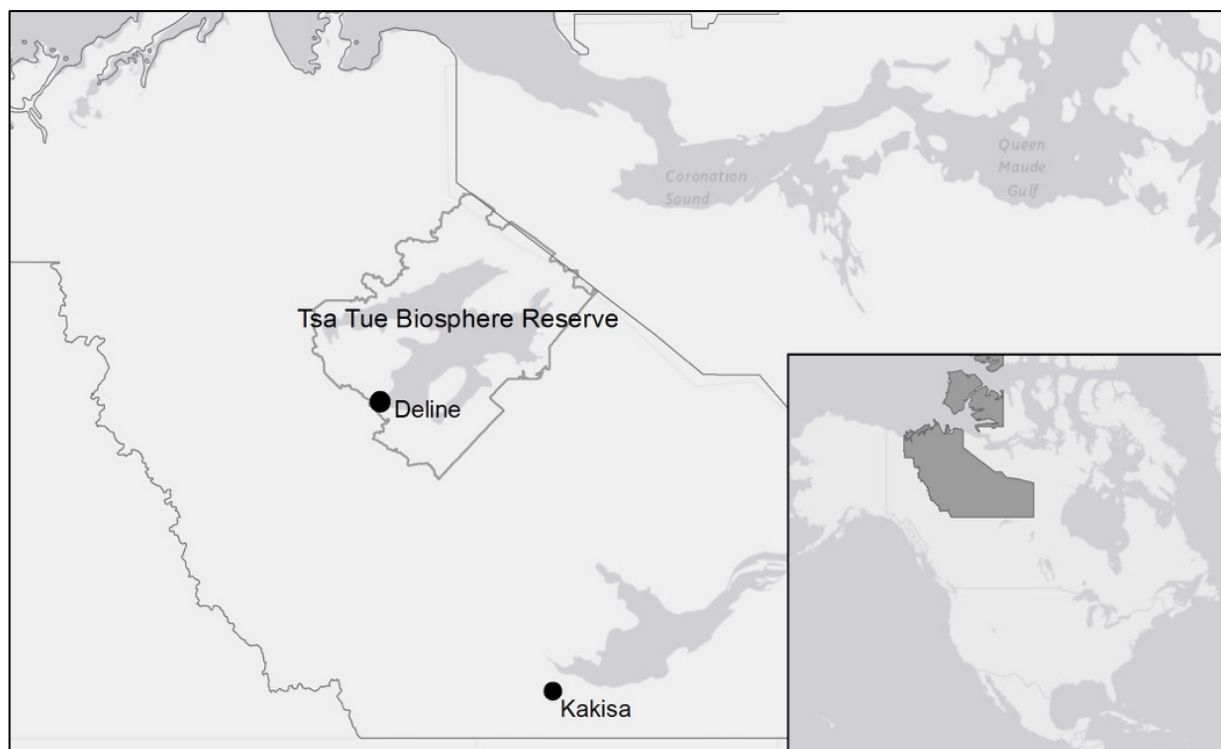 Coronation
Sound
Queen
Maude
Gulf
Tsa Tue Biosphere Reserve
Deline
Kakisa